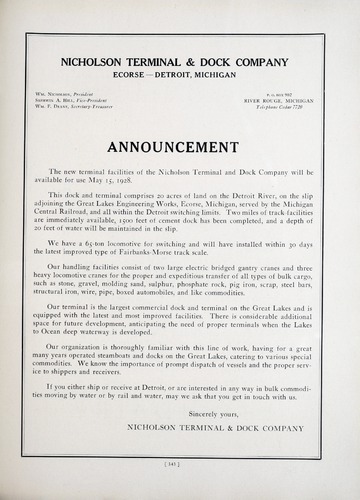 NICHOLSON TERMINAL & DOCK COMPANY
ECORSE — DETROIT, MICHIGAN
WM. NICHOLSON, President
SHERWIN A. HILL, Vice-President
WM. F. DEANE, Secretary-Treasurer
P. O. BOX 502
RIVER ROUGE, MICHIGAN
Telephone Cedar 7720
ANNOUNCEMENT
The new terminal facilities of the Nicholson Terminal and Dock Company will be
available for use May 15, 1928.
This dock and terminal comprises 20 acres of land on the Detroit River, on the slip
adjoining the Great Lakes Engineering Works, Ecorse, Michigan, served by the Michigan
Central Railroad, and all within the Detroit switching limits. Two miles of track facilities
are immediately available, 1500 feet of cement dock has been completed, and a depth of
20 feet of water will be maintained in the slip.
We have a 65-ton locomotive for switching and will have installed within 30 days
the latest improved type of Fairbanks-Morse track scale.
Our handling facilities consist of two large electric bridged gantry cranes and three
heavy locomotive cranes for the proper and expeditious transfer of all types of bulk cargo,
such as stone, gravel, molding sand, sulphur, phosphate rock, pig iron, scrap, steel bars,
structural iron, wire, pipe, boxed automobiles, and like commodities.
Our terminal is the largest commercial dock and terminal on the Great Lakes and is
equipped with the latest and most improved facilities. There is considerable additional
space for future development, anticipating the need of proper terminals when the Lakes
to Ocean deep waterway is developed.
Our organization is thoroughly familiar with this line of work, having for a great
many years operated steamboats and docks on the Great Lakes, catering to various special
commodities. We know the importance of prompt dispatch of vessels and the proper serv-
ice to shippers and receivers.
If you either ship or receive at Detroit, or are interested in any way in bulk commodi-
ties moving by water or by rail and water, may we ask that you get in touch with us.
Sincerely yours,
NICHOLSON TERMINAL & DOCK COMPANY
[ 341 ]